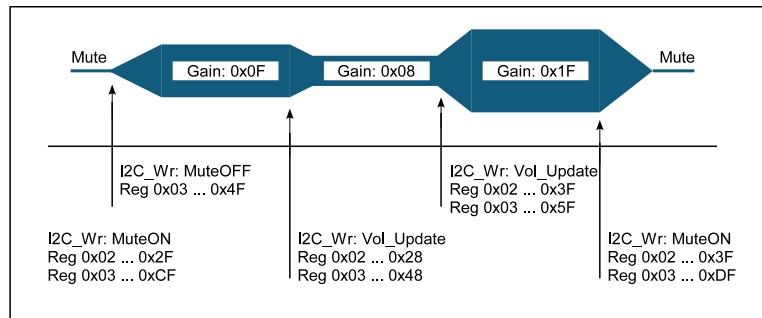 Mute
Gain: 0x0F
Gain: 0x08
Gain: 0x1F
Mute
I2C_Wr: MuteOFF
Reg 0x03 ... 0x4F
I2C_Wr: Vol_Update
Reg 0x02 ... 0x3F
Reg 0x03 ... 0x5F
I2C_Wr: MuteON
Reg 0x02 ... 0x2F
Reg 0x03 ... 0xCF
I2C_Wr: Vol_Update
Reg 0x02 ... 0x28
Reg 0x03 ... 0x48
I2C_Wr: MuteON
Reg 0x02 ... 0x3F
Reg 0x03 ... 0xDF